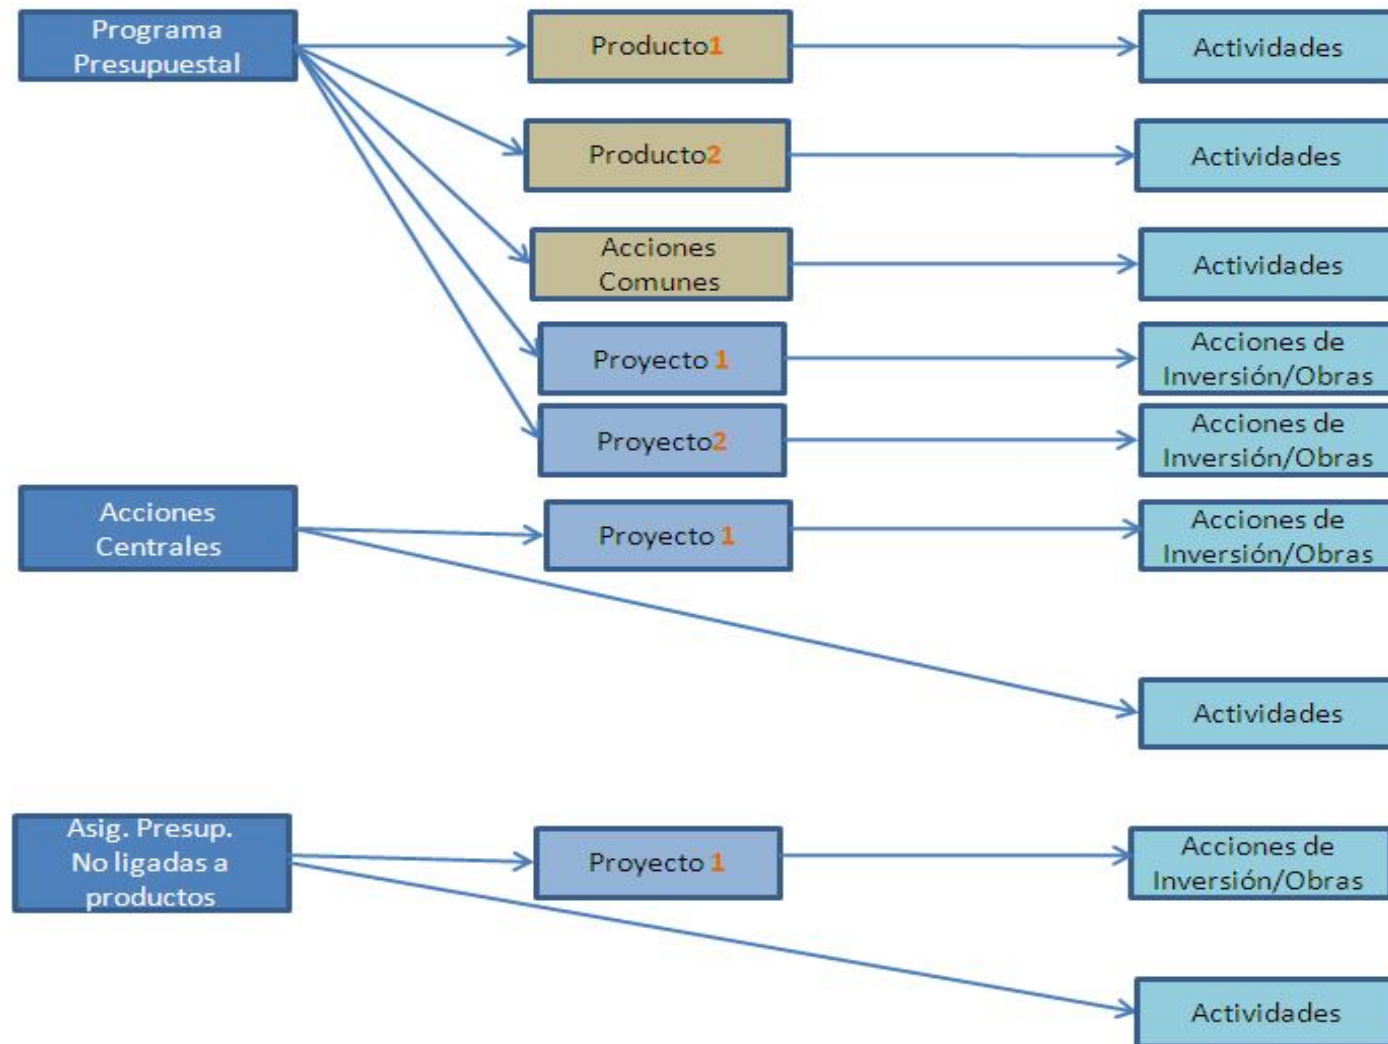 Programa
Presupuestal
Producto1
Actividades
Producto2
Actividades
Acciones
Comunes
Actividades
Proyecto 1
Acciones de
Inversión/Obras
Proyecto2
Acciones de
Inversión/Obras
Acciones
Centrales
Proyecto 1
Acciones de
Inversión/Obras
Actividades
Asig. Presup.
No ligadas a
productos
Proyecto 1
Acciones de
Inversión/Obras
Actividades